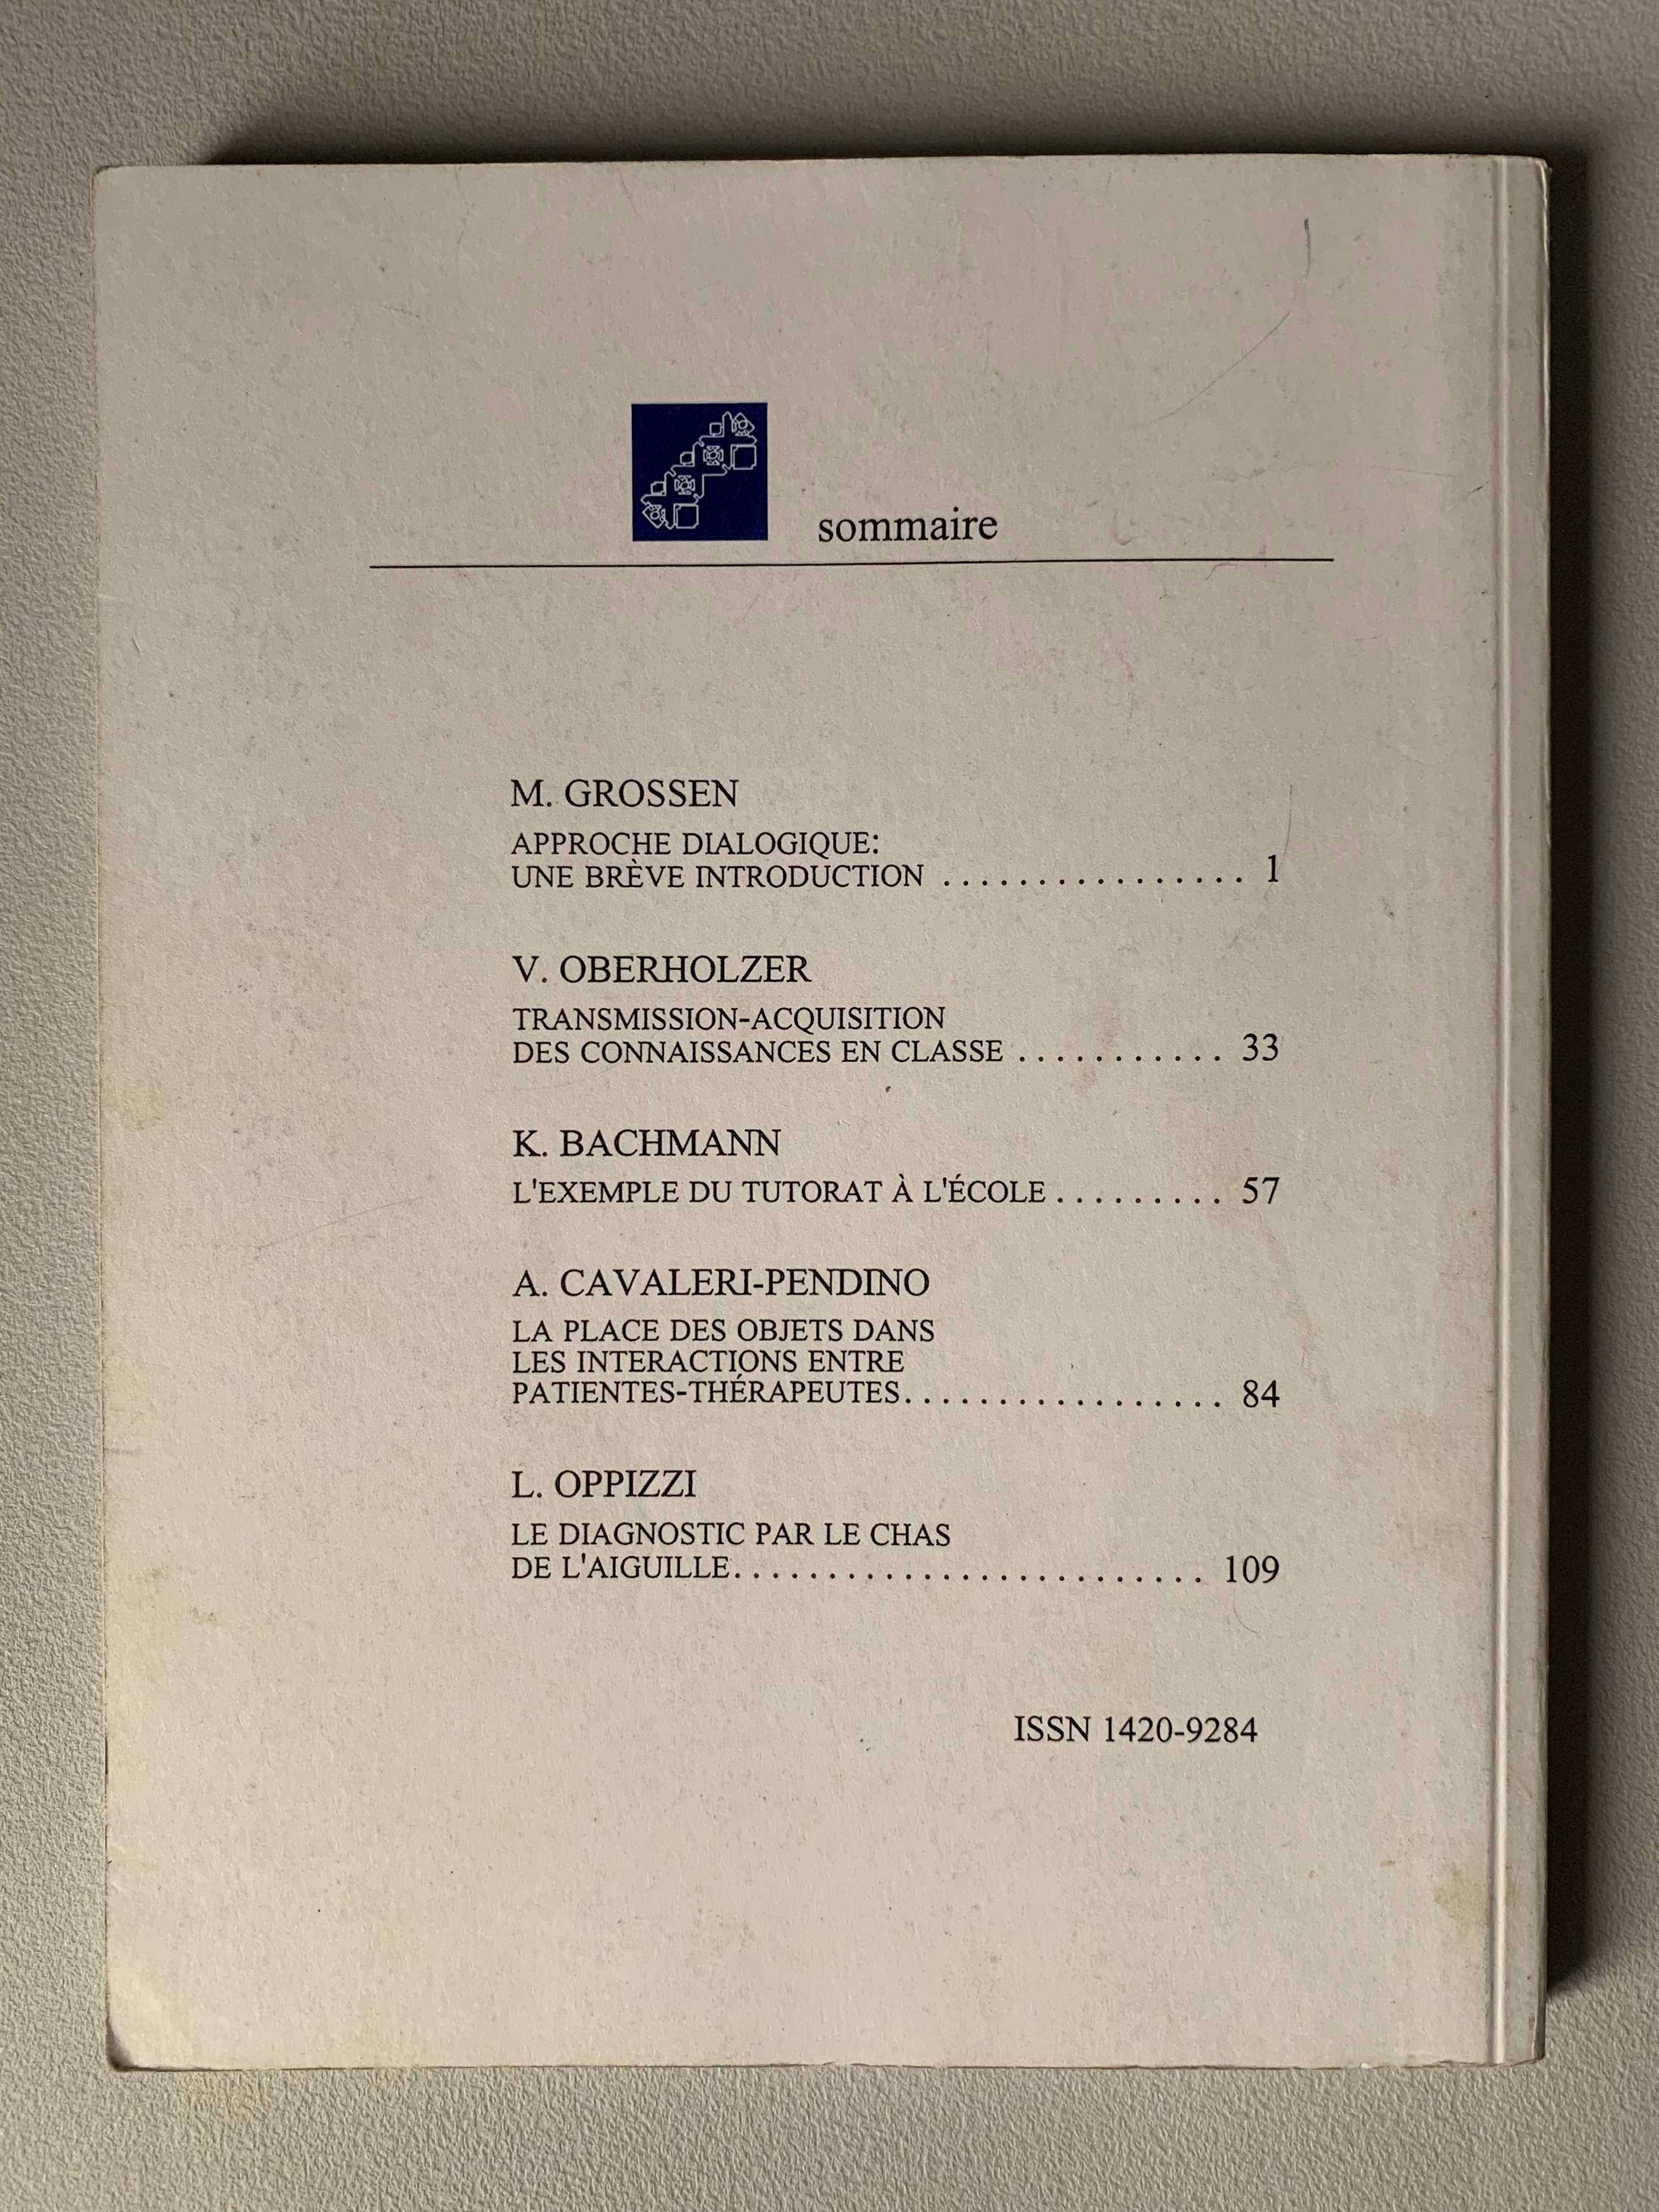 sommaire
M. GROSSEN
APPROCHE DIALOGIQUE:
UNE BRÈVE INTRODUCTION ................. 1
V. OBERHOLZER
TRANSMISSION-ACQUISITION
DES CONNAISSANCES EN CLASSE ........... 33
K. BACHMANN
L'EXEMPLE DU TUTORAT À L'ÉCOLE ......... 57
A. CAVALERI-PENDINO
LA PLACE DES OBJETS DANS
LES INTERACTIONS ENTRE
PATIENTES-THÉRAPEUTES.................. 84
L. OPPIZZI
LE DIAGNOSTIC PAR LE CHAS
DE L'AIGUILLE.......................... 109
ISSN 1420-9284